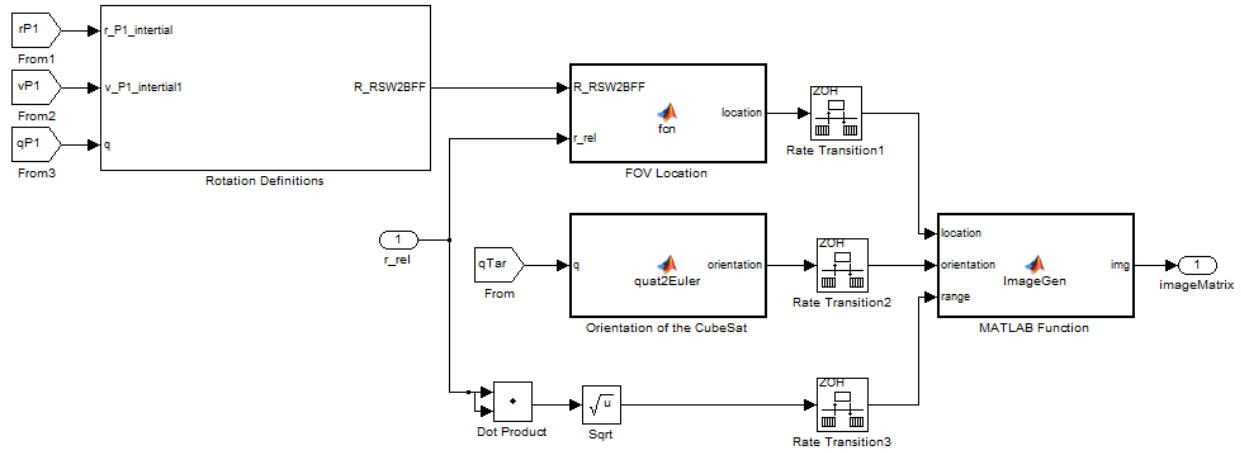 rP1
From1
vP1
From2
qP1
From3
r_P1_intertial
v_P1_intertial1
q
R_RSW2BFF
Rotation Definitions
R_RSW2BFF
r_rel
fcn
location
FOV Location
ZOH
Rate Transition1
1
r_rel
qTar
From
q
quat2Euler
orientation
Orientation of the CubeSat
ZOH
Rate Transition2
location
orientation
range
ImageGen
img
MATLAB Function
1
imageMatrix
Dot Product
√u
Sqrt
ZOH
Rate Transition3